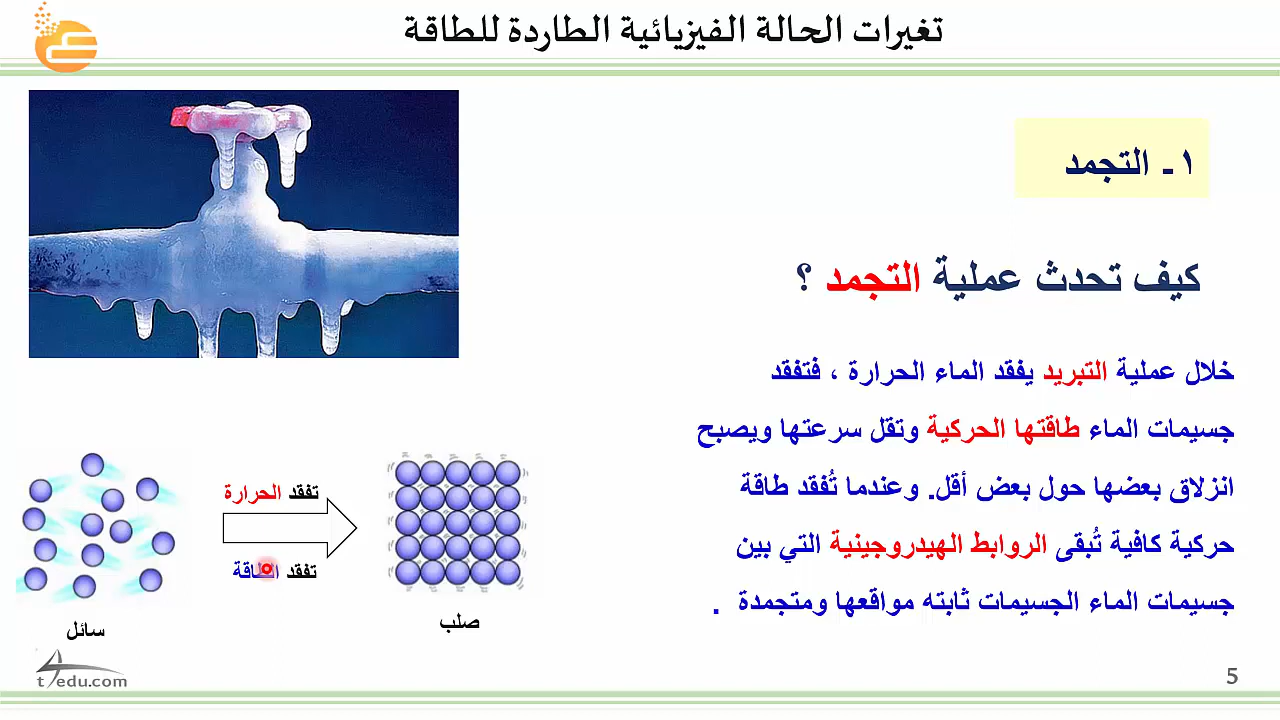 تغيرات الحالة الفيزيائية الطاردة للطاقة
١ ـ التجمد
كيف تحدث عملية التجمد ؟
خلال عملية التبريد يفقد الماء الحرارة ، فتفقد
جسيمات الماء طاقتها الحركية وتقل سرعتها ويصبح
انزلاق بعضها حول بعض أقل. وعندما تُفقد طاقة
حركية كافية تُبقى الروابط الهيدروجينية التي بين
جسيمات الماء الجسيمات ثابته مواقعها ومتجمدة .
تفقد الحرارة
تفقد الطاقة
سائل
صلب
t4edu.com
5